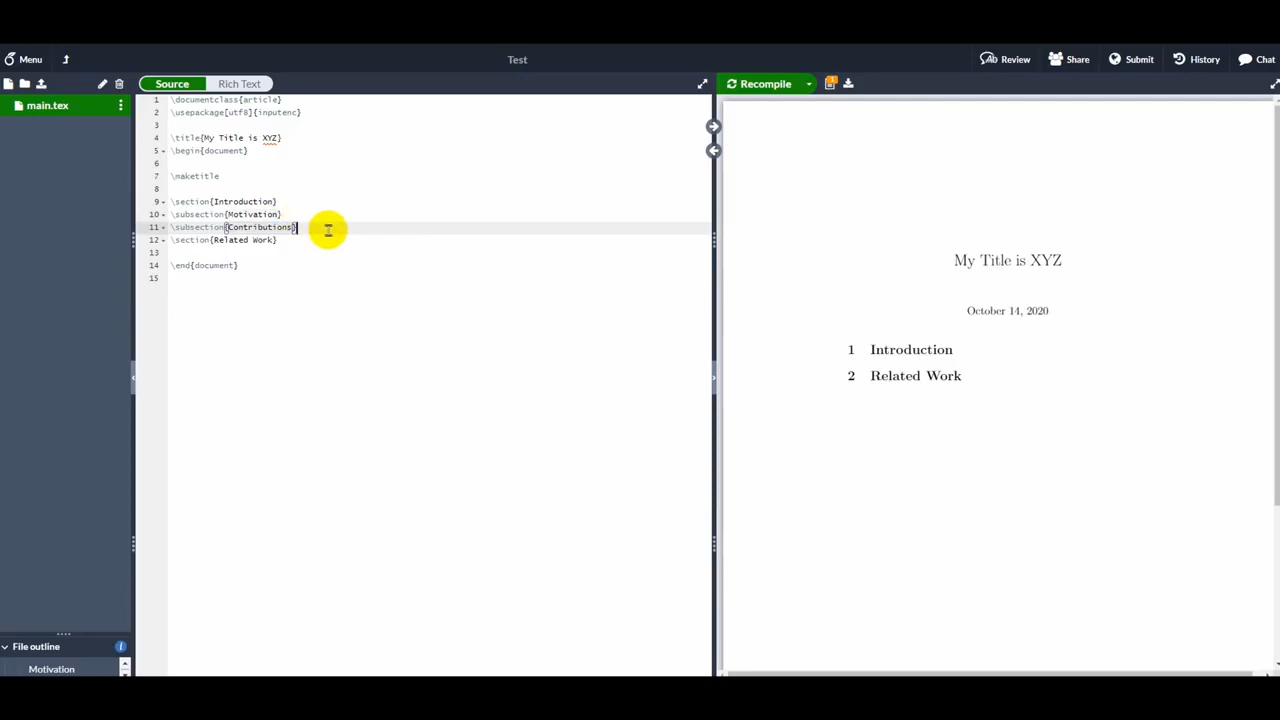 Menu
Test
Review
Share
Submit
History
Chat
Source
Rich Text
Recompile
main.tex
1 \documentclass{article}
2 \usepackage[utf8]{inputenc}
3
4 \title{My Title is XYZ}
5 \begin{document}
6
7 \maketitle
8
9 \section{Introduction}
10 \subsection{Motivation}
11 \subsection{Contributions}
12 \section{Related Work}
13
14 \end{document}
15
My Title is XYZ
October 14, 2020
1 Introduction
2 Related Work
File outline
Motivation